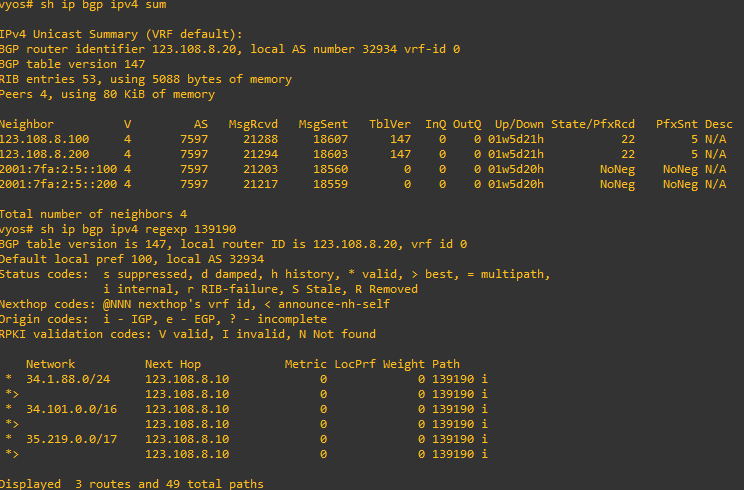 vyos# sh ip bgp ipv4 sum
IPv4 Unicast Summary (VRF default):
BGP router identifier 123.108.8.20, local AS number 32934 vrf-id 0
BGP table version 147
RIB entries 53, using 5088 bytes of memory
Peers 4, using 80 KiB of memory
Neighbor V AS MsgRcvd MsgSent TblVer InQ OutQ Up/Down State/PfxRcd PfxSnt Desc
123.108.8.100 4 7597 21288 18607 147 0 0 01w5d21h 22 5 N/A
123.108.8.200 4 7597 21294 18603 147 0 0 01w5d21h 22 5 N/A
2001:7fa:2:5::100 4 7597 21203 18560 0 0 0 01w5d20h NoNeg NoNeg N/A
2001:7fa:2:5::200 4 7597 21217 18559 0 0 0 01w5d20h NoNeg NoNeg N/A
Total number of neighbors 4
vyos# sh ip bgp ipv4 regexp 139190
BGP table version is 147, local router ID is 123.108.8.20, vrf id 0
Default local pref 100, local AS 32934
Status codes:  s suppressed, d damped, h history, * valid, > best, = multipath,
i internal, r RIB-failure, S Stale, R Removed
Nexthop codes: @NNN nexthop's vrf id, < announce-nh-self
Origin codes:  i - IGP, e - EGP, ? - incomplete
RPKI validation codes: V valid, I invalid, N Not found
Network Next Hop Metric LocPrf Weight Path
*  34.1.88.0/24 123.108.8.10 0 0 139190 i
*> 123.108.8.10 0 0 139190 i
*  34.101.0.0/16 123.108.8.10 0 0 139190 i
*> 123.108.8.10 0 0 139190 i
*  35.219.0.0/17 123.108.8.10 0 0 139190 i
*> 123.108.8.10 0 0 139190 i
Displayed  3 routes and 49 total paths